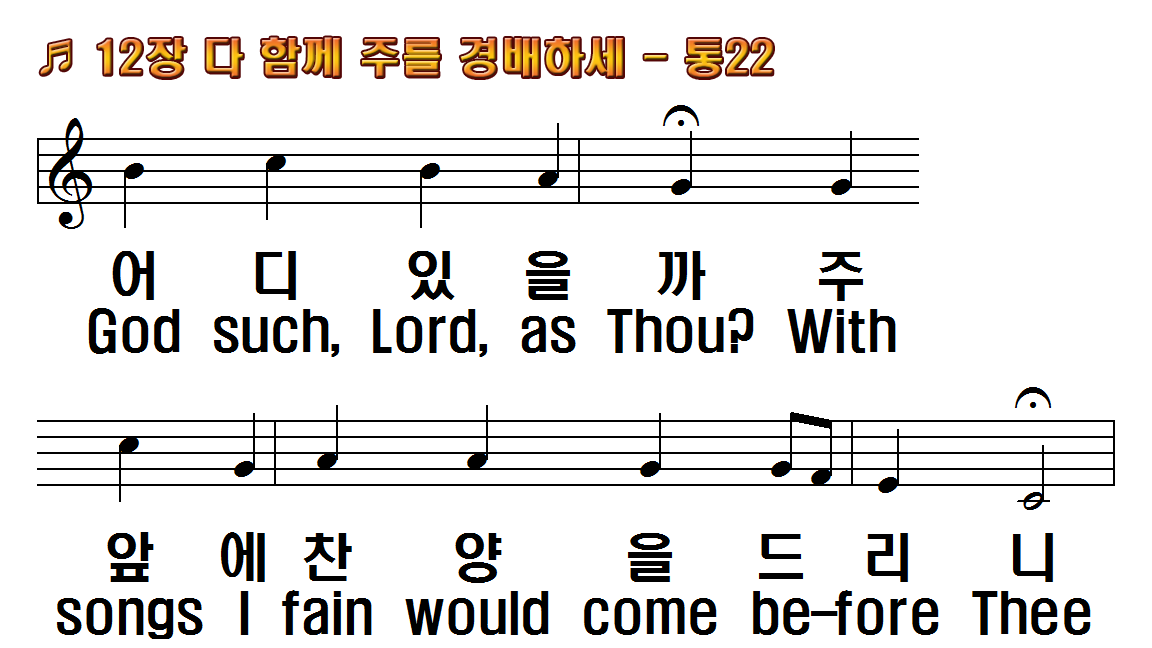 ♬ 12장 다 함께 주를 경배하세 - 통22
어 디 있 을 까 주
God such, Lord, as Thou? With
앞 에 찬 양 을 드 리 니
songs I fain would come be-fore Thee